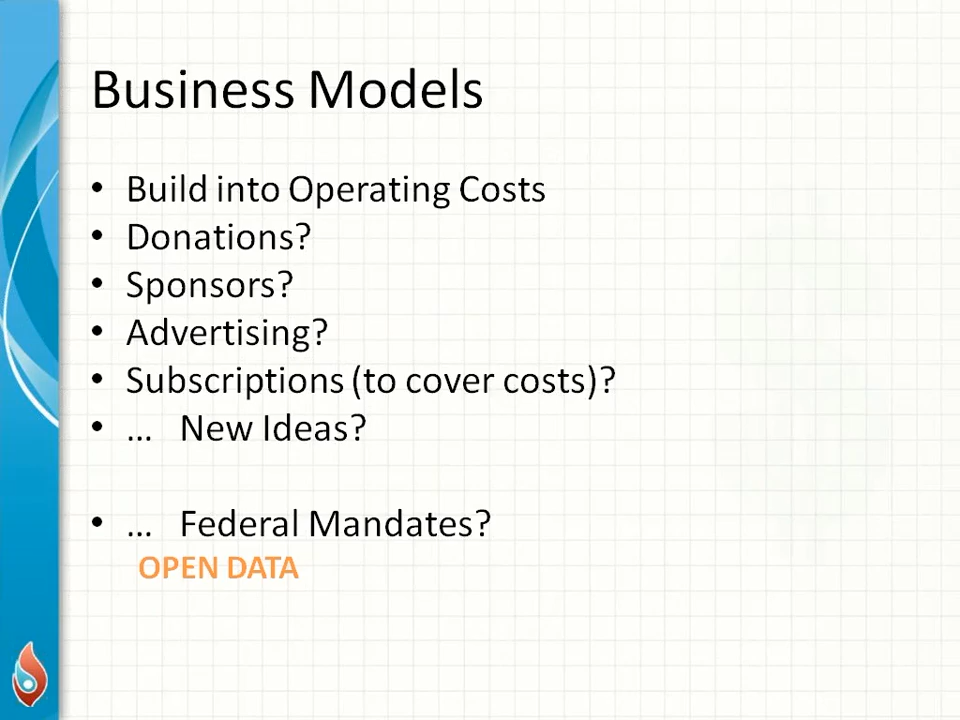 Business Models
• Build into Operating Costs
• Donations?
• Sponsors?
• Advertising?
• Subscriptions (to cover costs)?
• … New Ideas?
• … Federal Mandates?
OPEN DATA